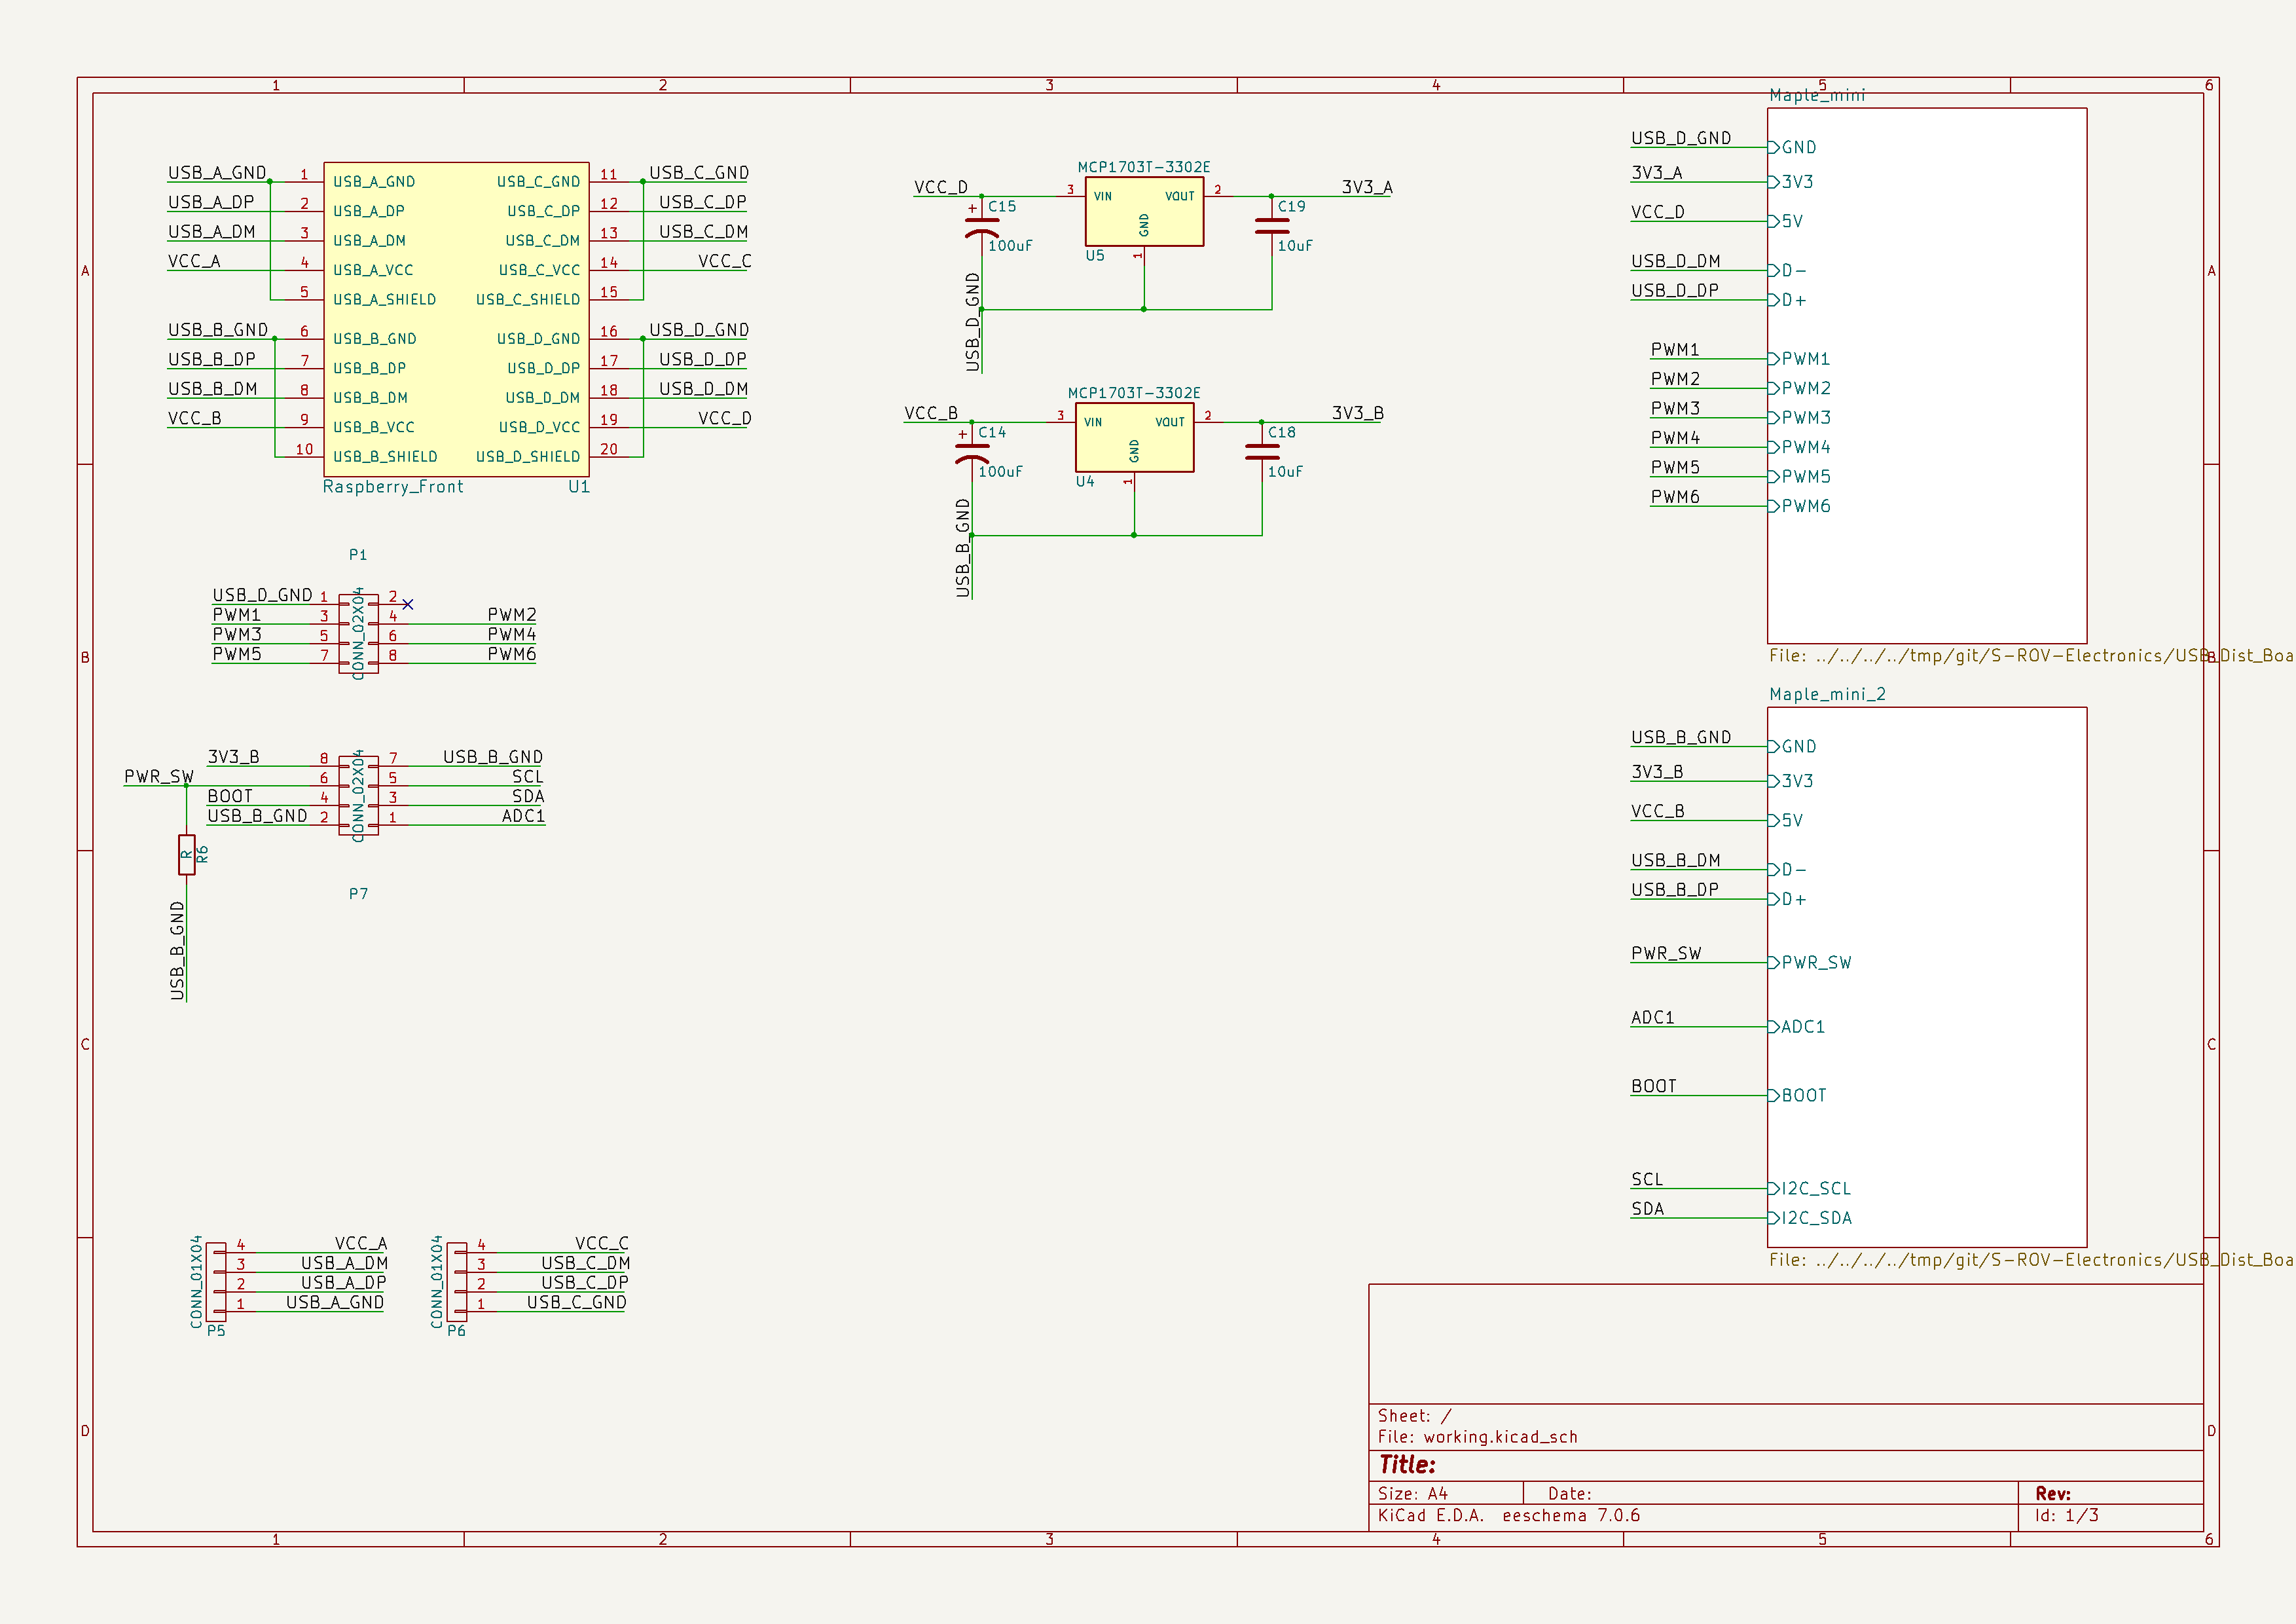 1 2 3 4 5 6
A B C D
USB_A_GND 1 USB_A_GND USB_C_GND 11 USB_C_GND
USB_A_DP 2 USB_A_DP USB_C_DP 12 USB_C_DP
USB_A_DM 3 USB_A_DM USB_C_DM 13 USB_C_DM
VCC_A 4 USB_A_VCC USB_C_VCC 14 VCC_C
5 USB_A_SHIELD USB_C_SHIELD 15
USB_B_GND 6 USB_B_GND USB_D_GND 16 USB_D_GND
USB_B_DP 7 USB_B_DP USB_D_DP 17 USB_D_DP
USB_B_DM 8 USB_B_DM USB_D_DM 18 USB_D_DM
VCC_B 9 USB_B_VCC USB_D_VCC 19 VCC_D
10 USB_B_SHIELD USB_D_SHIELD 20
Raspberry_Front U1
MCP1703T-3302E
VCC_D 3 VIN VOUT 2 3V3_A
+ C15 GND C19
100uF U5 1 10uF
USB_D_GND
MCP1703T-3302E
VCC_B 3 VIN VOUT 2 3V3_B
+ C14 GND C18
100uF U4 1 10uF
USB_B_GND
P1
USB_D_GND 1 2
PWM1 3 4 PWM2
PWM3 5 6 PWM4
PWM5 7 8 PWM6
CONN_02X04
3V3_B 8 7 USB_B_GND
PWR_SW 6 5 SCL
BOOT 4 3 SDA
USB_B_GND 2 1 ADC1
CONN_02X04
R R6
P7
USB_B_GND
4 VCC_A
3 USB_A_DM
2 USB_A_DP
1 USB_A_GND
CONN_01X04
P5
4 VCC_C
3 USB_C_DM
2 USB_C_DP
1 USB_C_GND
CONN_01X04
P6
Maple_mini
USB_D_GND GND
3V3_A 3V3
VCC_D 5V
USB_D_DM D-
USB_D_DP D+
PWM1 PWM1
PWM2 PWM2
PWM3 PWM3
PWM4 PWM4
PWM5 PWM5
PWM6 PWM6
File: ../../../../tmp/git/S-ROV-Electronics/USB_Dist_Boa
Maple_mini_2
USB_B_GND GND
3V3_B 3V3
VCC_B 5V
USB_B_DM D-
USB_B_DP D+
PWR_SW PWR_SW
ADC1 ADC1
BOOT BOOT
SCL I2C_SCL
SDA I2C_SDA
File: ../../../../tmp/git/S-ROV-Electronics/USB_Dist_Boa
Sheet: /
File: working.kicad_sch
Title:
Size: A4 Date: Rev:
KiCad E.D.A. eeschema 7.0.6 Id: 1/3
A B C D
1 2 3 4 5 6